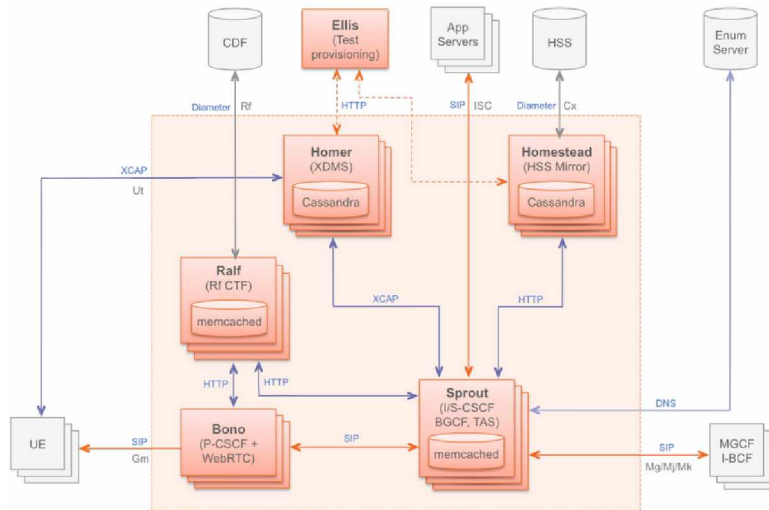 CDF
Ellis
(Test
provisioning)
App
Servers
HSS
Enum
Server
Diameter Rf
HTTP
SIP ISC
Diameter Cx
Homer
(XDMS)
Cassandra
Homestead
(HSS Mirror)
Cassandra
XCAP
Ut
Ralf
(Rf CTF)
memcached
XCAP
HTTP
HTTP
HTTP
Sprout
(I/S-CSCF
BGCF, TAS)
memcached
DNS
Bono
(P-CSCF +
WebRTC)
UE
SIP
Gm
SIP
SIP
Mg/Mj/Mk
MGCF
I-BCF